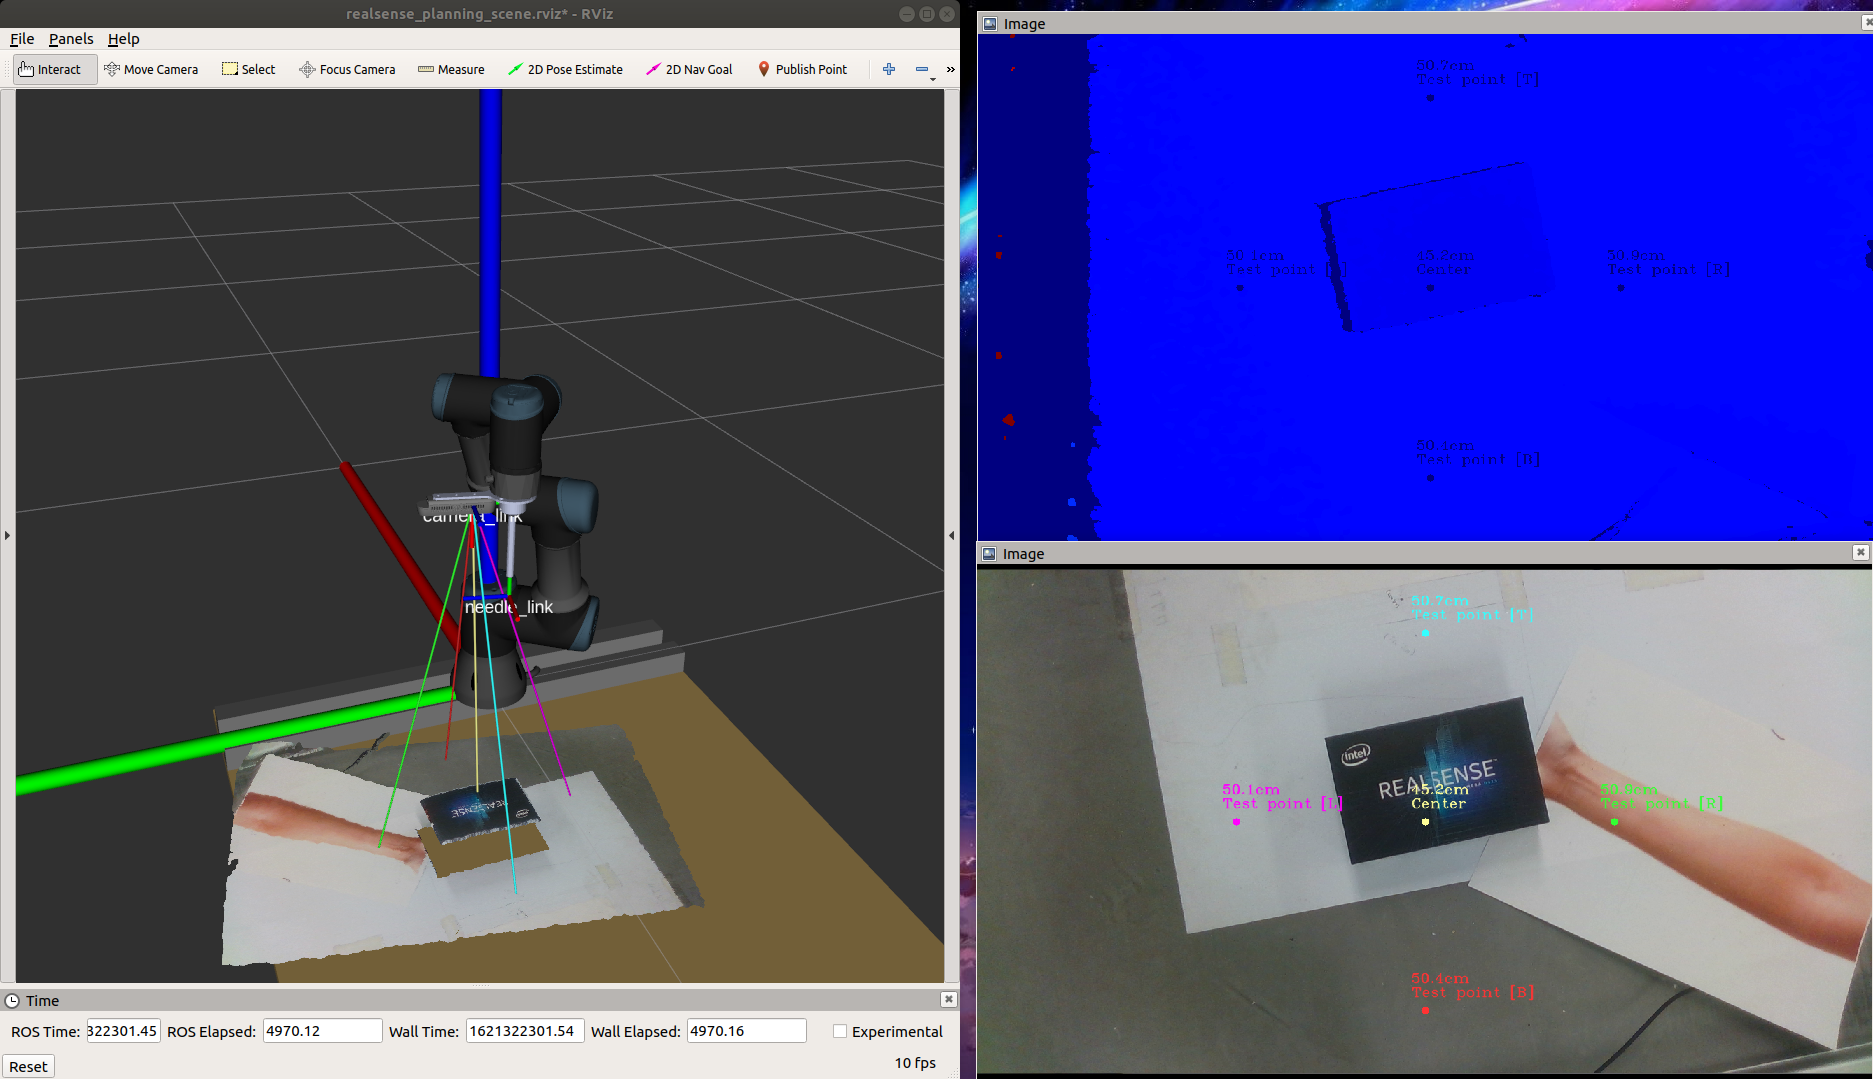 realsense_planning_scene.rviz* - RViz
File Panels Help
Interact Move Camera Select Focus Camera Measure 2D Pose Estimate 2D Nav Goal Publish Point »
camera_link
needle_link
REALSENSE
intel
Time
ROS Time: 322301.45 ROS Elapsed: 4970.12 Wall Time: 1621322301.54 Wall Elapsed: 4970.16 Experimental
Reset
10 fps
Image
50.7cm
Test point [T]
50.1cm
Test point
45.2cm
Center
50.9cm
Test point [R]
50.4cm
Test point [B]
Image
50.7cm
Test point [T]
intel
REALSENSE
50.1cm
Test point [L]
45.2cm
Center
50.9cm
Test point [R]
50.4cm
Test point [B]